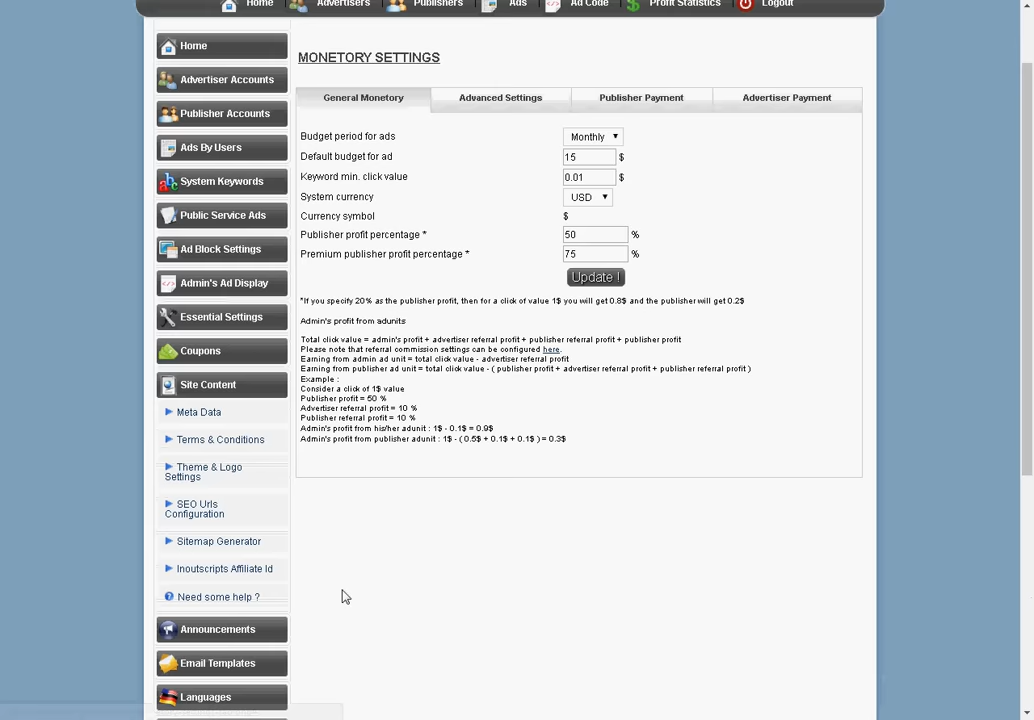 Home Advertisers Publishers Ads Ad Code Profit Statistics Logout
Home
Advertiser Accounts
Publisher Accounts
Ads By Users
System Keywords
Public Service Ads
Ad Block Settings
Admin's Ad Display
Essential Settings
Coupons
Site Content
Meta Data
Terms & Conditions
Theme & Logo
Settings
SEO Urls
Configuration
Sitemap Generator
Inoutscripts Affiliate Id
Need some help ?
Announcements
Email Templates
Languages
MONETORY SETTINGS
General Monetory Advanced Settings Publisher Payment Advertiser Payment
Budget period for ads Monthly
Default budget for ad 15 $
Keyword min. click value 0.01 $
System currency USD
Currency symbol $
Publisher profit percentage * 50 %
Premium publisher profit percentage * 75 %
Update !
*If you specify 20% as the publisher profit, then for a click of value 1$ you will get 0.8$ and the publisher will get 0.2$
Admin's profit from adunits
Total click value = admin's profit + advertiser referral profit + publisher referral profit + publisher profit
Please note that referral commission settings can be configured here.
Earning from admin ad unit = total click value - advertiser referral profit
Earning from publisher ad unit = total click value - ( publisher profit + advertiser referral profit + publisher referral profit )
Example :
Consider a click of 1$ value
Publisher profit = 50 %
Advertiser referral profit = 10 %
Publisher referral profit = 10 %
Admin's profit from his/her adunit : 1$ - 0.1$ = 0.9$
Admin's profit from publisher adunit : 1$ - ( 0.5$ + 0.1$ + 0.1$ ) = 0.3$